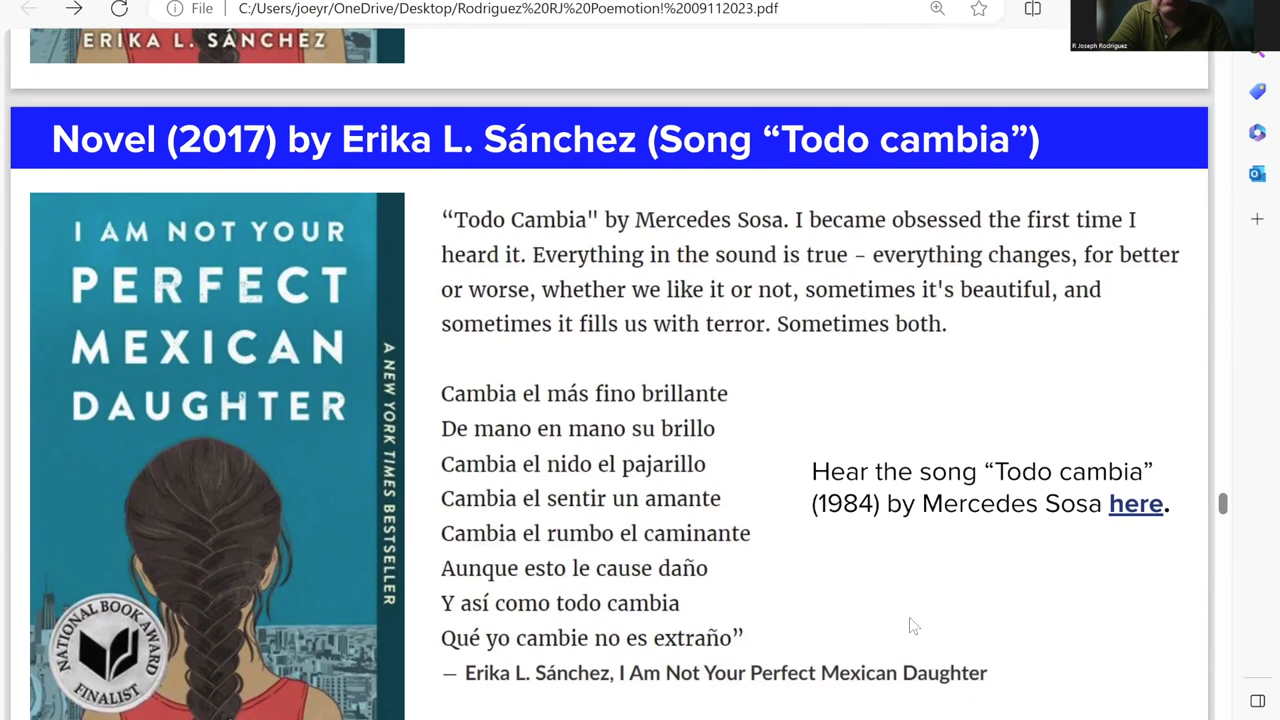 File
C:/Users/joeyr/OneDrive/Desktop/Rodriguez%20RJ%20Poemotion!%2009112023.pdf
R Joseph Rodriguez
ERIKA L. SÁNCHEZ
Novel (2017) by Erika L. Sánchez (Song “Todo cambia”)
I AM NOT YOUR
PERFECT
MEXICAN
DAUGHTER
A NEW YORK TIMES BESTSELLER
NATIONAL BOOK AWARD
FINALIST
“Todo Cambia" by Mercedes Sosa. I became obsessed the first time I
heard it. Everything in the sound is true – everything changes, for better
or worse, whether we like it or not, sometimes it's beautiful, and
sometimes it fills us with terror. Sometimes both.
Cambia el más fino brillante
De mano en mano su brillo
Cambia el nido el pajarillo
Cambia el sentir un amante
Cambia el rumbo el caminante
Aunque esto le cause daño
Y así como todo cambia
Qué yo cambie no es extraño”
— Erika L. Sánchez, I Am Not Your Perfect Mexican Daughter
Hear the song “Todo cambia”
(1984) by Mercedes Sosa here.